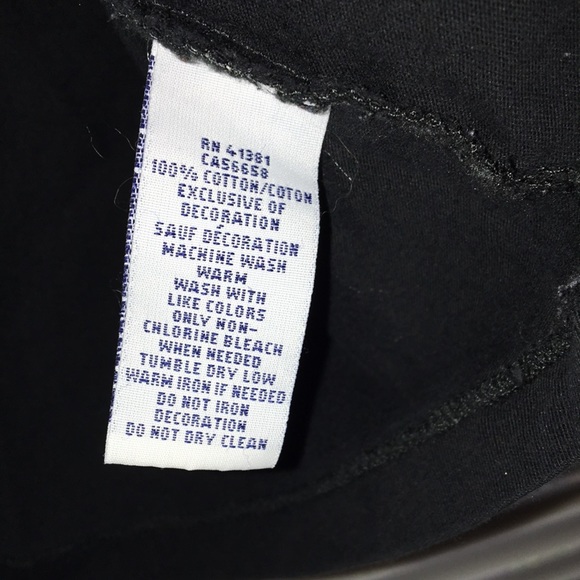 RN 41381
CA56658
100% COTTON/COTON
EXCLUSIVE OF
DECORATION
SAUF DÉCORATION
MACHINE WASH
WARM
WASH WITH
LIKE COLORS
ONLY NON-
CHLORINE BLEACH
WHEN NEEDED
TUMBLE DRY LOW
WARM IRON IF NEEDED
DO NOT IRON
DECORATION
DO NOT DRY CLEAN